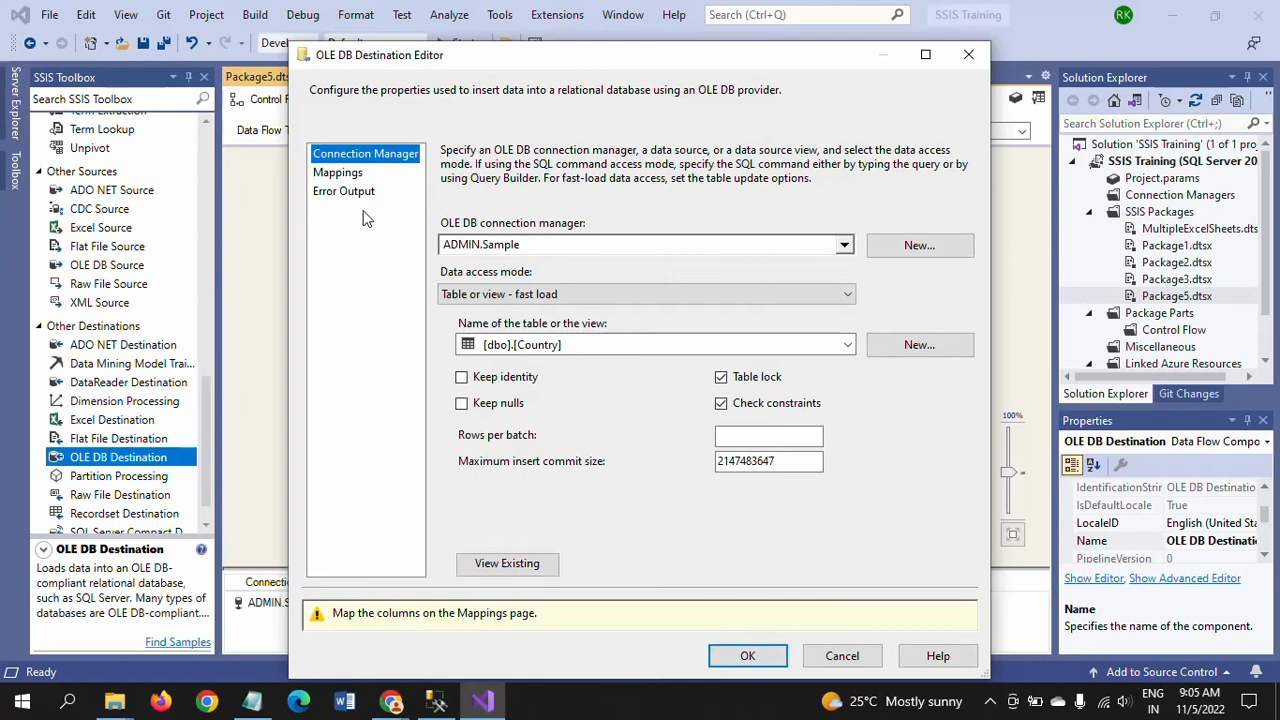 File
Edit
View
Git
Project
Build
Debug
Format
Test
Analyze
Tools
Extensions
Window
Help
Search (Ctrl+Q)
SSIS Training
RK
SSIS Toolbox
Search SSIS Toolbox
Term Lookup
Unpivot
Other Sources
ADO NET Source
CDC Source
Excel Source
Flat File Source
OLE DB Source
Raw File Source
XML Source
Other Destinations
ADO NET Destination
Data Mining Model Trai...
DataReader Destination
Dimension Processing
Excel Destination
Flat File Destination
OLE DB Destination
Partition Processing
Raw File Destination
Recordset Destination
SQL Server Compact D...
OLE DB Destination
Loads data into an OLE DB-
compliant relational database,
such as SQL Server. Many types of
databases are OLE DB-compliant....
Find Samples
Server Explorer
Toolbox
Package5.dts
Control F
Data Flow T
Connectio
ADMIN.S
OLE DB Destination Editor
Configure the properties used to insert data into a relational database using an OLE DB provider.
Connection Manager
Mappings
Error Output
Specify an OLE DB connection manager, a data source, or a data source view, and select the data access
mode. If using the SQL command access mode, specify the SQL command either by typing the query or by
using Query Builder. For fast-load data access, set the table update options.
OLE DB connection manager:
ADMIN.Sample
New...
Data access mode:
Table or view - fast load
Name of the table or the view:
[dbo].[Country]
New...
Keep identity
Table lock
Keep nulls
Check constraints
Rows per batch:
Maximum insert commit size:
2147483647
View Existing
Map the columns on the Mappings page.
OK
Cancel
Help
100%
Solution Explorer
Search Solution Explorer (Ctrl+;)
Solution 'SSIS Training' (1 of 1 proj
SSIS Training (SQL Server 20
Project.params
Connection Managers
SSIS Packages
MultipleExcelSheets.dts
Package1.dtsx
Package2.dtsx
Package3.dtsx
Package5.dtsx
Package Parts
Control Flow
Miscellaneous
Linked Azure Resources
Solution Explorer
Git Changes
Properties
OLE DB Destination Data Flow Compo
IdentificationStrin
OLE DB Destinatio
IsDefaultLocale
True
LocaleID
English (United Sta
Name
OLE DB Destinatio
PipelineVersion
0
Show Editor, Show Advanced Editor
Name
Specifies the name of the component.
Ready
Add to Source Control
25°C Mostly sunny
ENG
IN
9:05 AM
11/5/2022